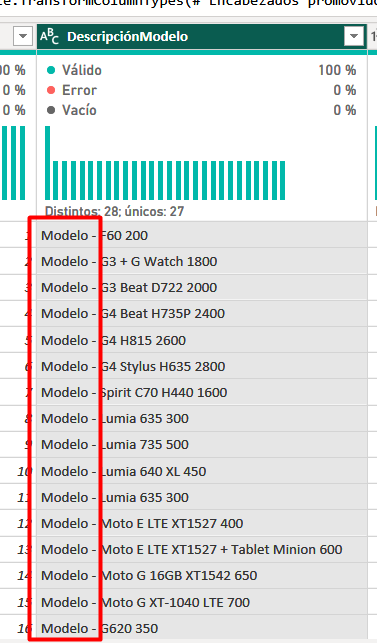 e.TransformColumnTypes(# Encabezados promovido
ABC DescripciónModelo 1
00 % Válido 100 %
0 % Error 0 %
0 % Vacío 0 %
Distintos: 28; únicos: 27
1 Modelo - F60 200
2 Modelo - G3 + G Watch 1800
3 Modelo - G3 Beat D722 2000
4 Modelo - G4 Beat H735P 2400
5 Modelo - G4 H815 2600
6 Modelo - G4 Stylus H635 2800
7 Modelo - Spirit C70 H440 1600
8 Modelo - Lumia 635 300
9 Modelo - Lumia 735 500
10 Modelo - Lumia 640 XL 450
11 Modelo - Lumia 635 300
12 Modelo - Moto E LTE XT1527 400
13 Modelo - Moto E LTE XT1527 + Tablet Minion 600
14 Modelo - Moto G 16GB XT1542 650
15 Modelo - Moto G XT-1040 LTE 700
16 Modelo - G620 350